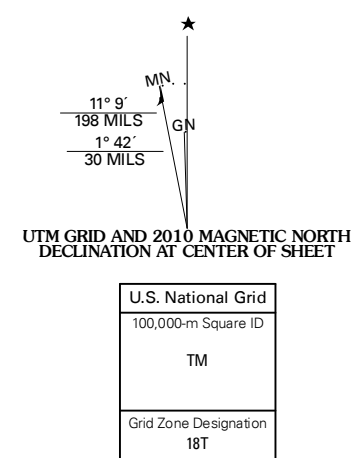 MN
11° 9´
198 MILS
GN
1° 42´
30 MILS
UTM GRID AND 2010 MAGNETIC NORTH
DECLINATION AT CENTER OF SHEET
U.S. National Grid
100,000-m Square ID
TM
Grid Zone Designation
18T